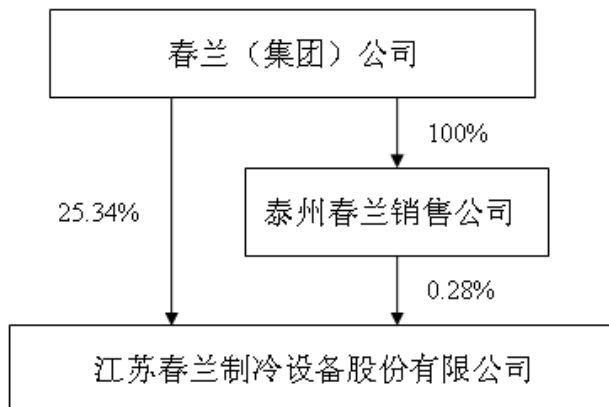 春兰（集团）公司
100%
25.34%
泰州春兰销售公司
0.28%
江苏春兰制冷设备股份有限公司